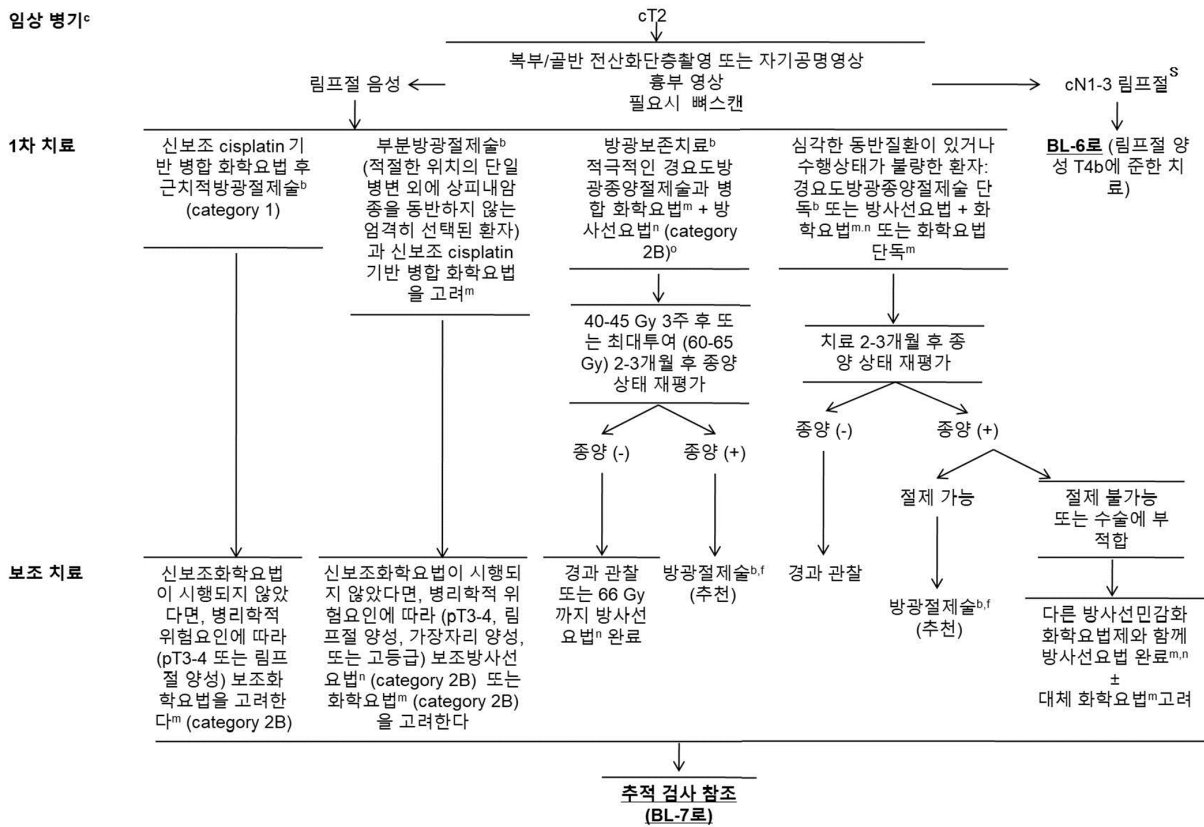 임상 병기ᶜ
cT2
복부/골반 전산화단층촬영 또는 자기공명영상
흉부 영상
필요시 뼈스캔
림프절 음성
cN1-3 림프절ˢ
1차 치료
신보조 cisplatin 기
반 병합 화학요법 후
근치적방광절제술ᵇ
(category 1)
부분방광절제술ᵇ
(적절한 위치의 단일
병변 외에 상피내암
종을 동반하지 않는
엄격히 선택된 환자)
과 신보조 cisplatin
기반 병합 화학요법
을 고려ᵐ
방광보존치료ᵇ
적극적인 경요도방
광종양절제술과 병
합 화학요법ᵐ + 방
사선요법ⁿ (category
2B)ᵒ
심각한 동반질환이 있거나
수행상태가 불량한 환자:
경요도방광종양절제술 단
독ᵇ 또는 방사선요법 + 화
학요법ᵐ·ⁿ 또는 화학요법
단독ᵐ
BL-6로 (림프절 양
성 T4b에 준한 치
료)
40-45 Gy 3주 후 또
는 최대투여 (60-65
Gy) 2-3개월 후 종양
상태 재평가
치료 2-3개월 후 종
양 상태 재평가
종양 (-)
종양 (+)
종양 (-)
종양 (+)
절제 가능
절제 불가능
또는 수술에 부
적합
보조 치료
신보조화학요법
이 시행되지 않았
다면, 병리학적
위험요인에 따라
(pT3-4 또는 림프
절 양성) 보조화
학요법을 고려한
다ᵐ (category 2B)
신보조화학요법이 시행되
지 않았다면, 병리학적 위
험요인에 따라 (pT3-4, 림
프절 양성, 가장자리 양성,
또는 고등급) 보조방사선
요법ⁿ (category 2B) 또는
화학요법ᵐ (category 2B)
을 고려한다
경과 관찰
또는 66 Gy
까지 방사선
요법ⁿ 완료
방광절제술ᵇ,ᶠ
(추천)
경과 관찰
방광절제술ᵇ,ᶠ
(추천)
다른 방사선민감화
화학요법제와 함께
방사선요법 완료ᵐ,ⁿ
±
대체 화학요법ᵐ고려
추적 검사 참조
(BL-7로)